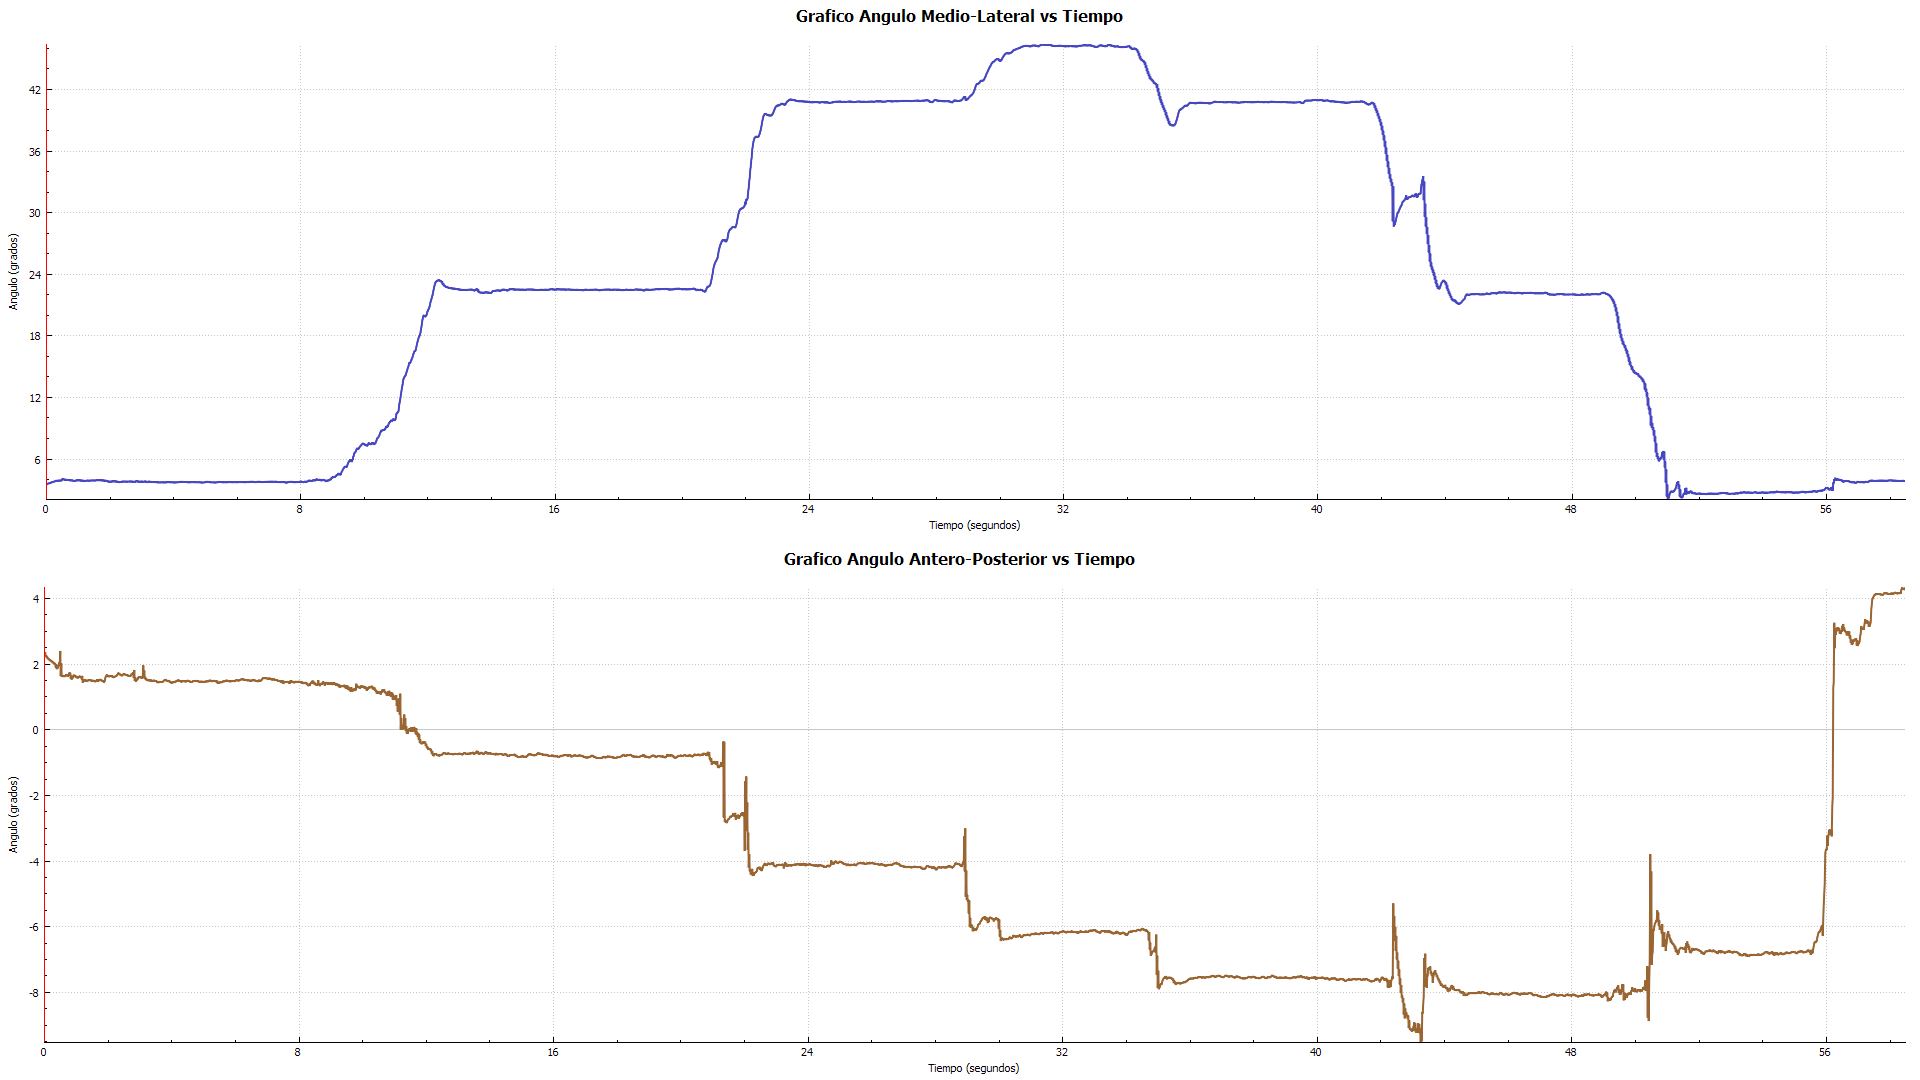 Grafico Angulo Medio-Lateral vs Tiempo
42
36
30
24
18
12
6
Angulo (grados)
0 8 16 24 32 40 48 56
Tiempo (segundos)
Grafico Angulo Antero-Posterior vs Tiempo
4
2
0
-2
-4
-6
-8
Angulo (grados)
0 8 16 24 32 40 48 56
Tiempo (segundos)